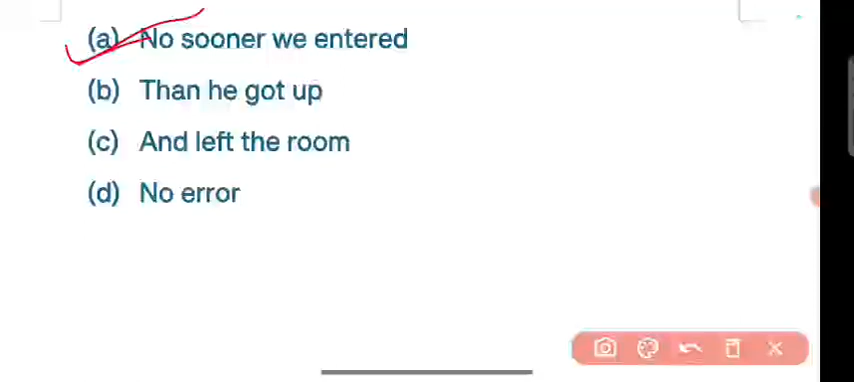 (a) No sooner we entered
(b) Than he got up
(c) And left the room
(d) No error